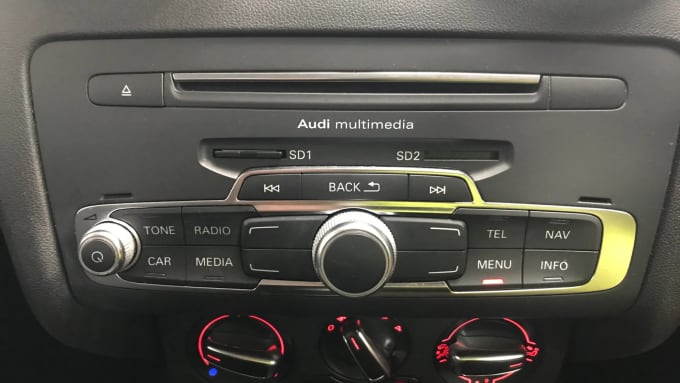 Audi multimedia
SD1 SD2
BACK
TONE RADIO TEL NAV
CAR MEDIA MENU INFO